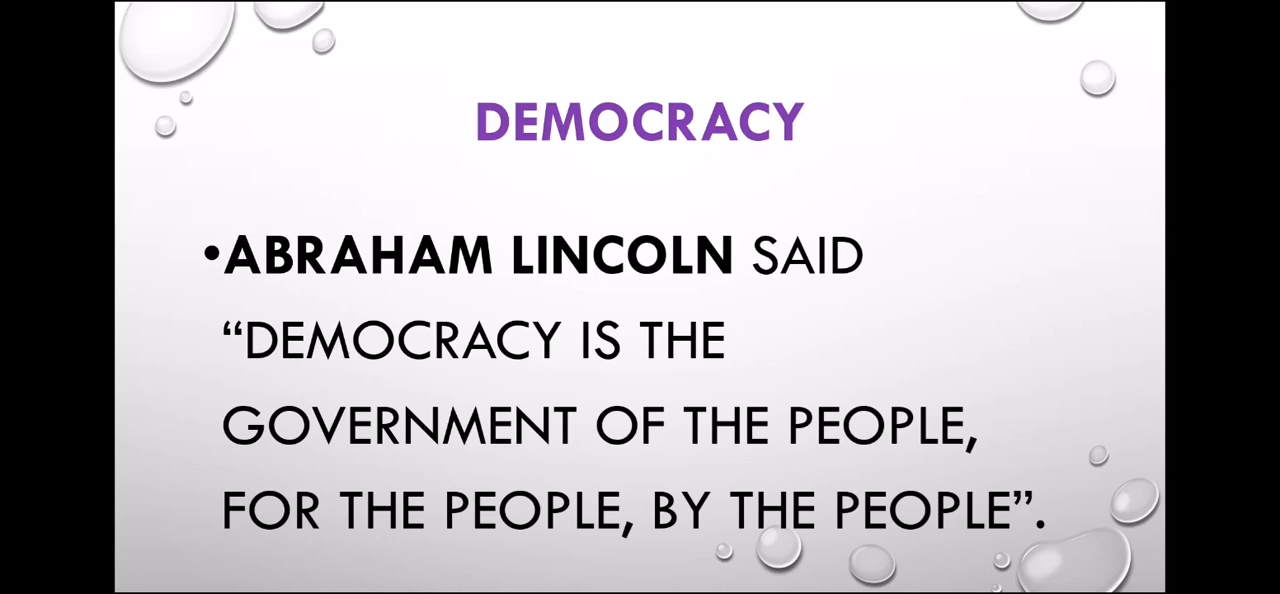 DEMOCRACY
•ABRAHAM LINCOLN SAID
“DEMOCRACY IS THE
GOVERNMENT OF THE PEOPLE,
FOR THE PEOPLE, BY THE PEOPLE”.